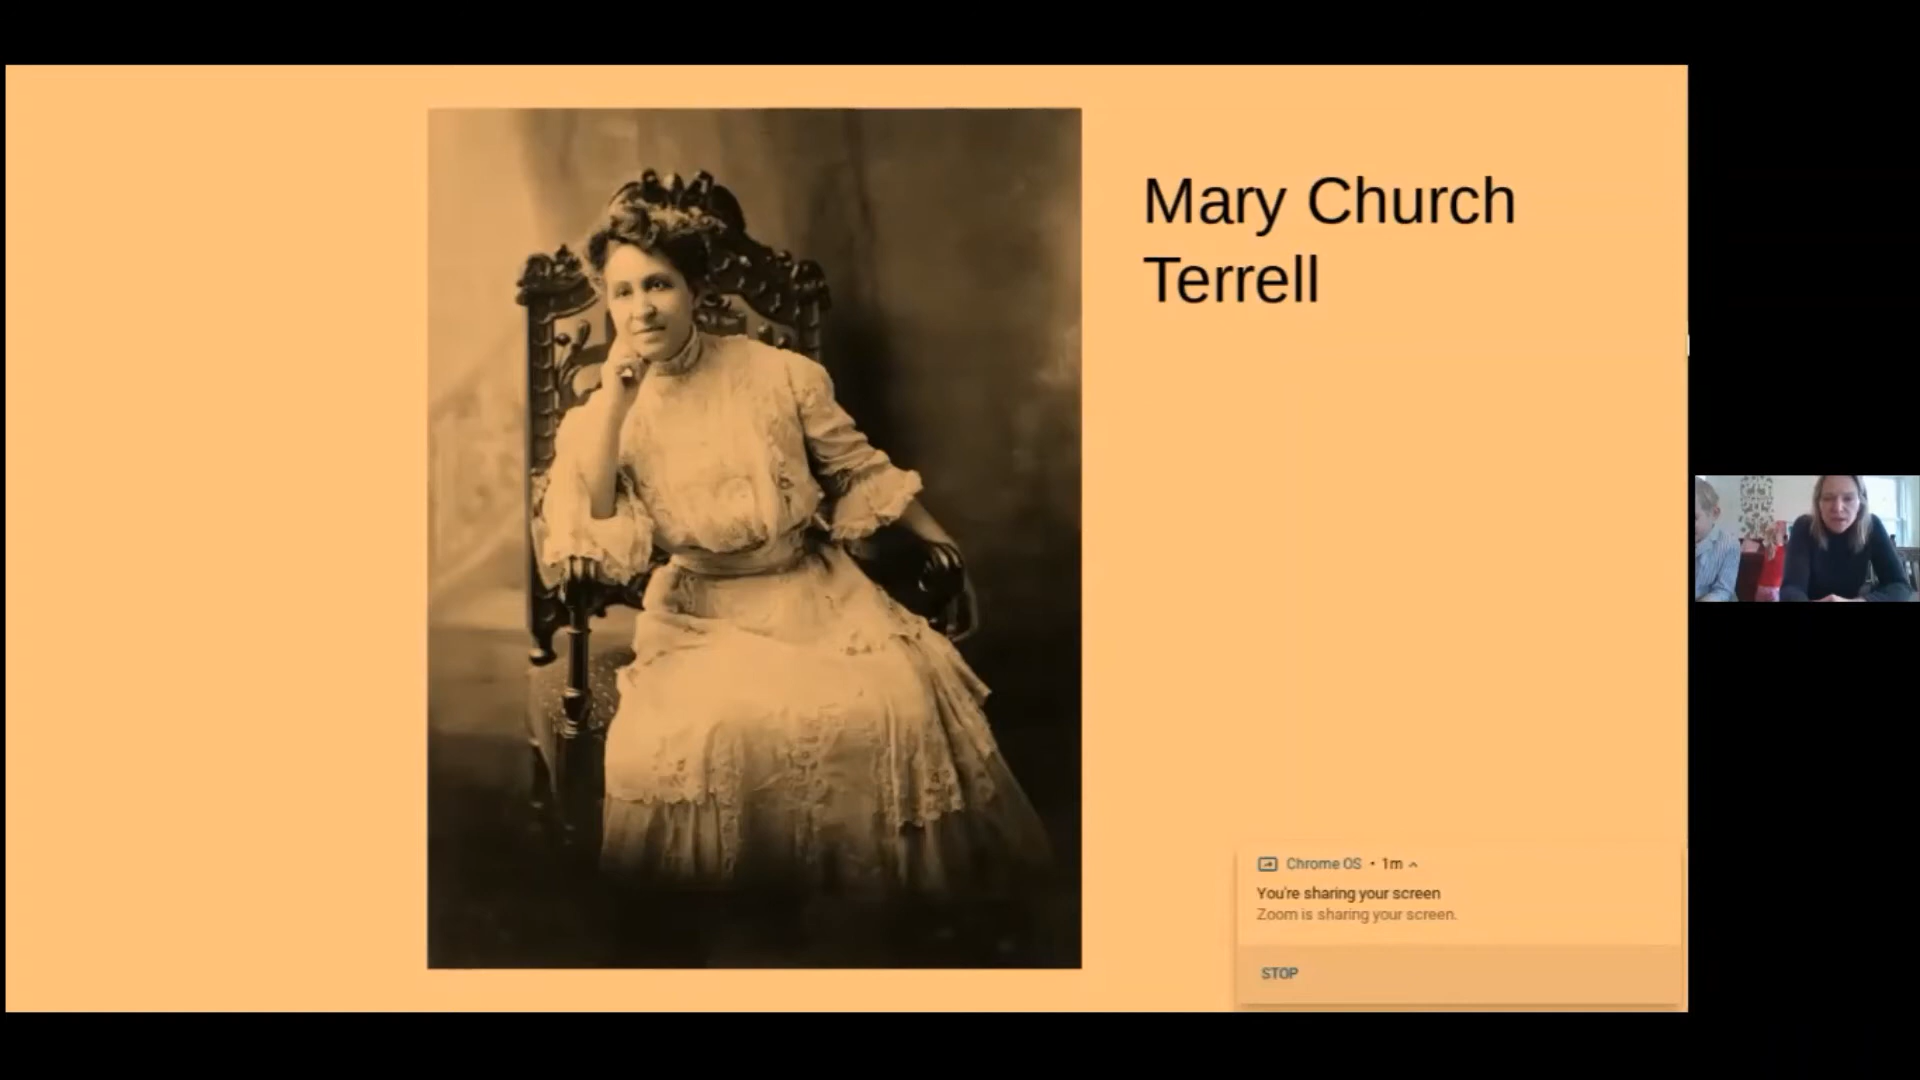 Mary Church
Terrell
Chrome OS • 1m
You're sharing your screen
Zoom is sharing your screen.
STOP